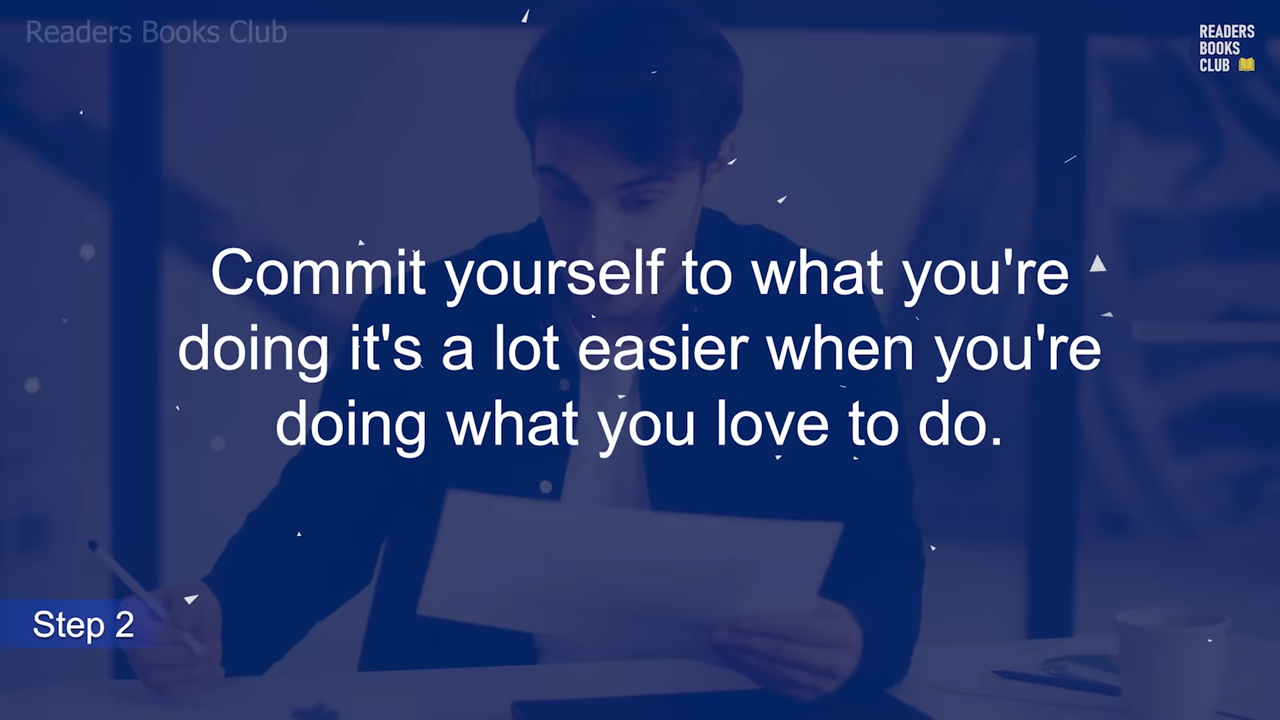 Readers Books Club
READERS
BOOKS
CLUB
Commit yourself to what you're
doing it's a lot easier when you're
doing what you love to do.
Step 2